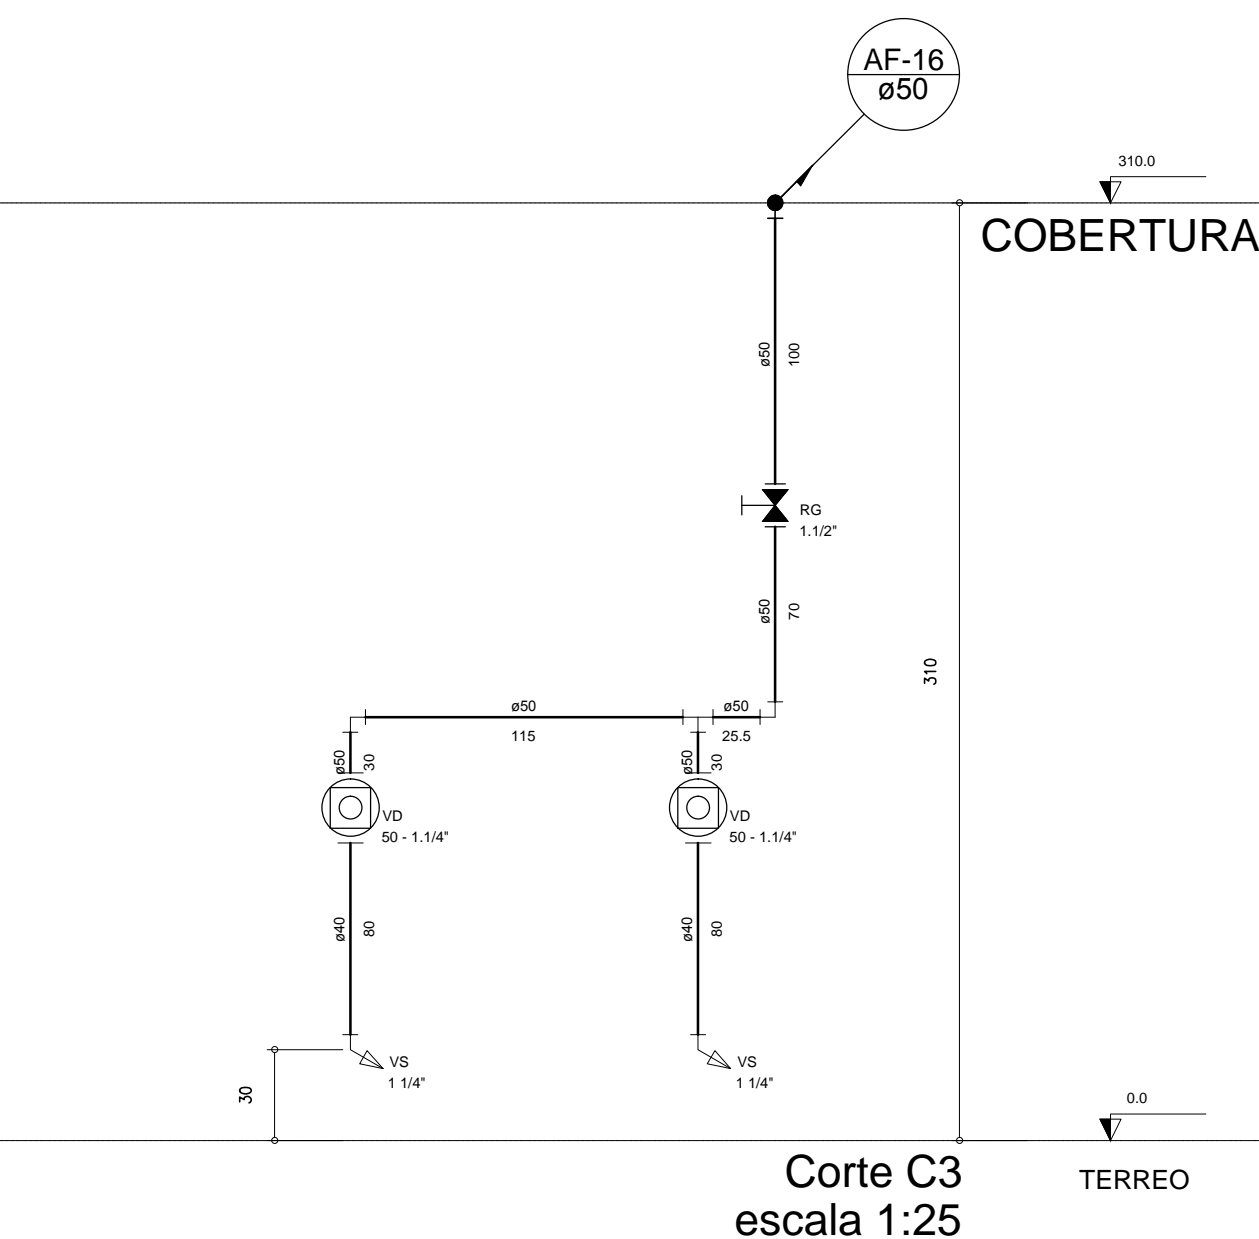 AF-16
ø50
310.0
COBERTURA
ø50
100
RG
1.1/2"
ø50
70
310
ø50
115
ø50
25.5
ø50
30
ø50
30
VD
50 - 1.1/4"
VD
50 - 1.1/4"
ø40
80
ø40
80
VS
1 1/4"
VS
1 1/4"
30
0.0
TERREO
Corte C3
escala 1:25